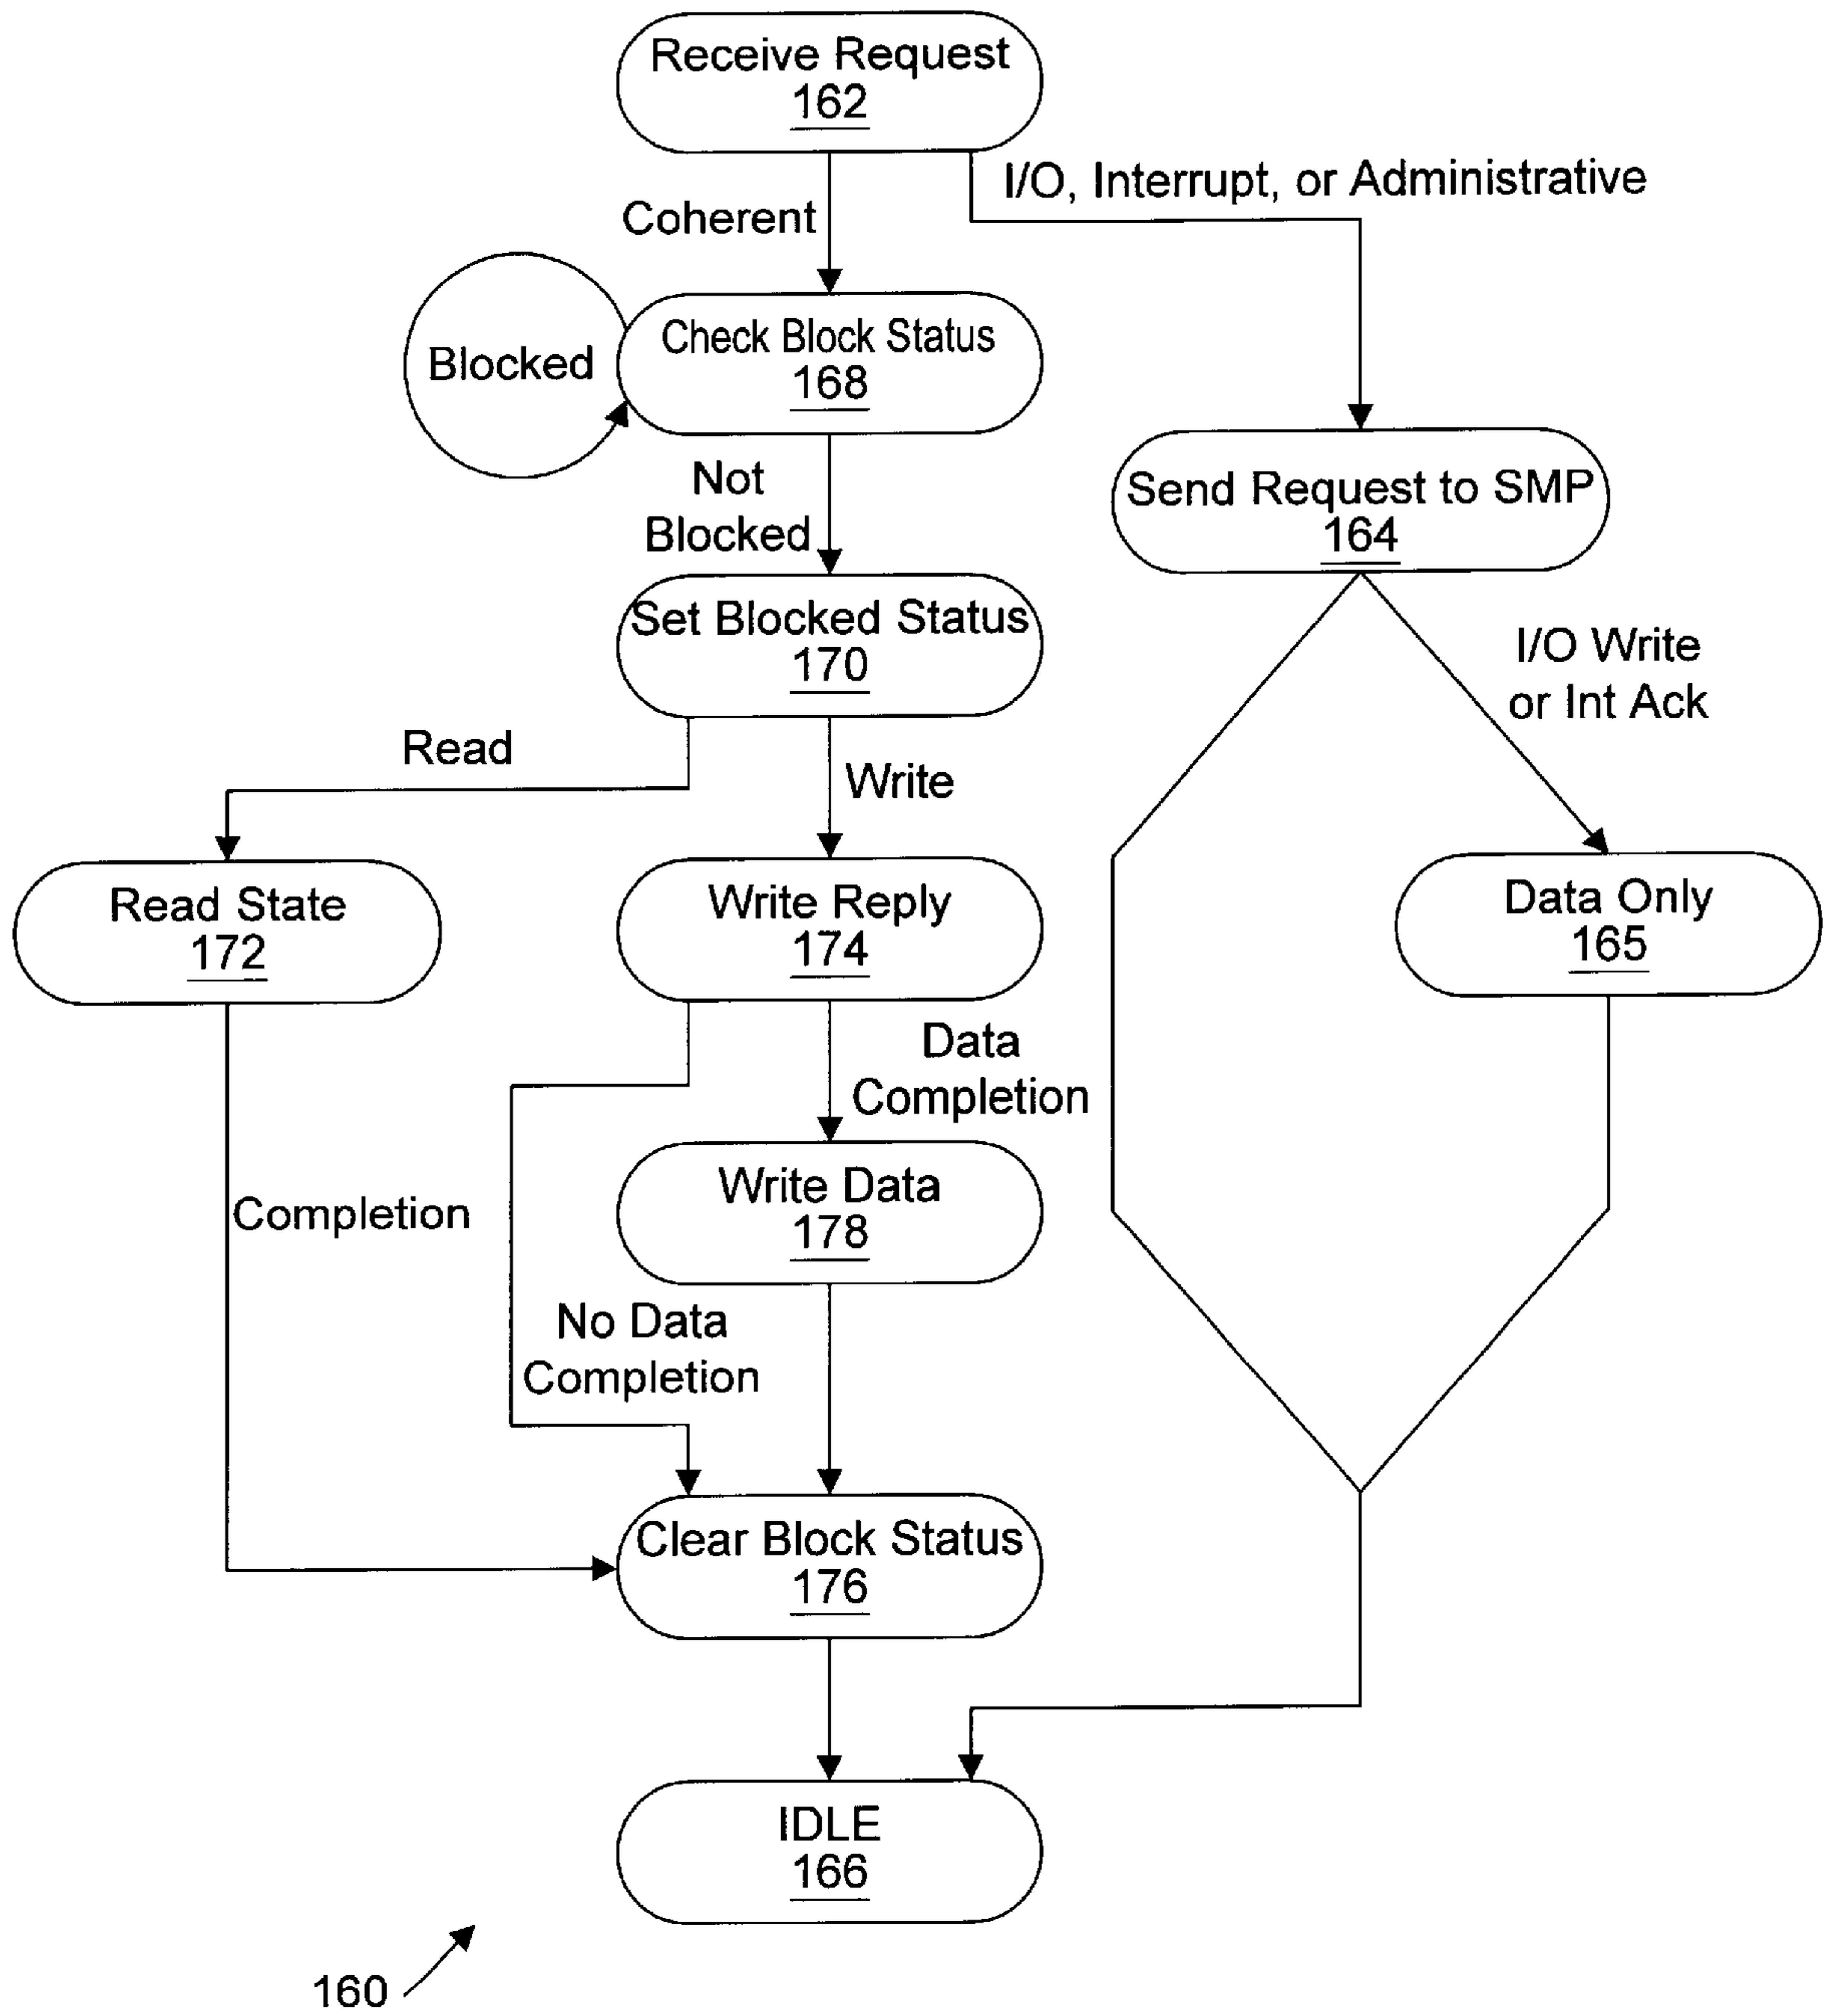 Receive Request
162
I/O, Interrupt, or Administrative
Coherent
Check Block Status
168
Blocked
Not
Blocked
Send Request to SMP
164
Set Blocked Status
170
I/O Write
or Int Ack
Read
Write
Read State
172
Write Reply
174
Data Only
165
Data
Completion
Write Data
178
Completion
No Data
Completion
Clear Block Status
176
IDLE
166
160